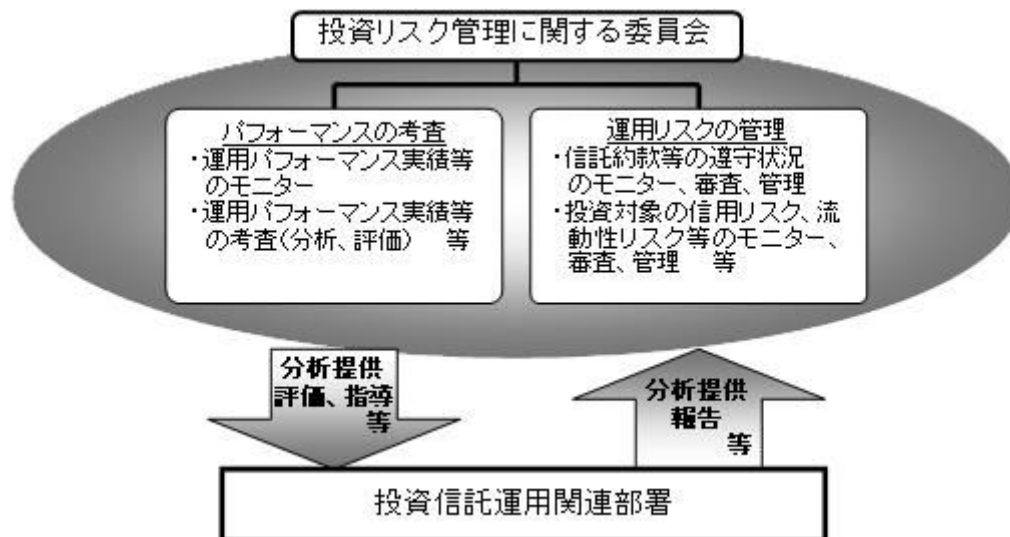 投資リスク管理に関する委員会
パフォーマンスの考査
・運用パフォーマンス実績等
のモニター
・運用パフォーマンス実績等
の考査(分析、評価)　等
運用リスクの管理
・信託約款等の遵守状況
のモニター、審査、管理
・投資対象の信用リスク、流
動性リスク等のモニター、
審査、管理　等
分析提供
評価、指導
等
分析提供
報告
等
投資信託運用関連部署